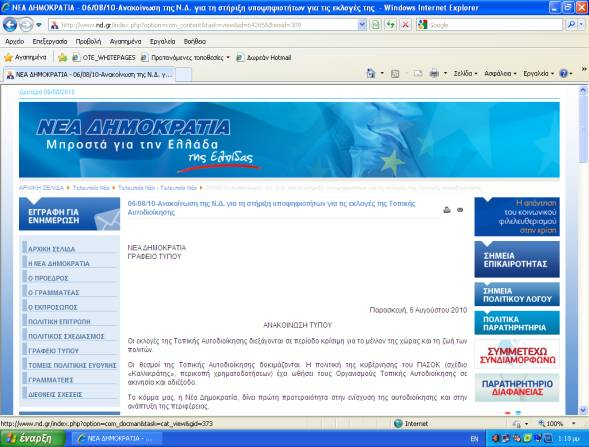 ΝΕΑ ΔΗΜΟΚΡΑΤΙΑ - 06/08/10-Ανακοίνωση της Ν.Δ. για τη στήριξη υποψηφιοτήτων για τις εκλογές της - Windows Internet Explorer
http://www.nd.gr/index.php?option=com_content&task=view&id=64265&Itemid=309
Google
Αρχείο Επεξεργασία Προβολή Αγαπημένα Εργαλεία Βοήθεια
Αγαπημένα OTE_WHITEPAGES Προτεινόμενες τοποθεσίες Δωρεάν Hotmail
ΝΕΑ ΔΗΜΟΚΡΑΤΙΑ - 06/08/10-Ανακοίνωση της Ν.Δ. γ...
Σελίδα Ασφάλεια Εργαλεία
Δευτέρα 09/08/2010
ΝΕΑ ΔΗΜΟΚΡΑΤΙΑ
Μπροστά για την Ελλάδα
της Ελπίδας
ΑΡΧΙΚΗ ΣΕΛΙΔΑ Τελευταία Νέα Τελευταία Νέα - Τελευταία Νέα 06/08/10-Ανακοίνωση της Ν.Δ. για τη στήριξη υποψηφιοτήτων για τις εκλογές της Τοπικής Αυτοδιοίκησης
ΕΓΓΡΑΦΗ ΓΙΑ
ΕΝΗΜΕΡΩΣΗ
ΑΡΧΙΚΗ ΣΕΛΙΔΑ
Η ΝΕΑ ΔΗΜΟΚΡΑΤΙΑ
Ο ΠΡΟΕΔΡΟΣ
Ο ΓΡΑΜΜΑΤΕΑΣ
Ο ΕΚΠΡΟΣΩΠΟΣ
ΠΟΛΙΤΙΚΗ ΕΠΙΤΡΟΠΗ
ΠΟΛΙΤΙΚΟΣ ΣΧΕΔΙΑΣΜΟΣ
ΓΡΑΦΕΙΟ ΤΥΠΟΥ
ΤΟΜΕΙΣ ΠΟΛΙΤΙΚΗΣ ΕΥΘΥΝΗΣ
ΓΡΑΜΜΑΤΕΙΕΣ
ΔΙΕΘΝΕΙΣ ΣΧΕΣΕΙΣ
06/08/10-Ανακοίνωση της Ν.Δ. για τη στήριξη υποψηφιοτήτων για τις εκλογές της Τοπικής
Αυτοδιοίκησης
ΝΕΑ ΔΗΜΟΚΡΑΤΙΑ
ΓΡΑΦΕΙΟ ΤΥΠΟΥ
Παρασκευή, 6 Αυγούστου 2010
ΑΝΑΚΟΙΝΩΣΗ ΤΥΠΟΥ
Οι εκλογές της Τοπικής Αυτοδιοίκησης διεξάγονται σε περίοδο κρίσιμη για το μέλλον της χώρας και τη ζωή των
πολιτών.
Οι θεσμοί της Τοπικής Αυτοδιοίκησης δοκιμάζονται. Η πολιτική της κυβέρνησης του ΠΑΣΟΚ (σχέδιο
«Καλλικράτης», περικοπή χρηματοδοτήσεων) έχει ωθήσει τους Οργανισμούς Τοπικής Αυτοδιοίκησης σε
ακινησία και αδιέξοδο.
Το κόμμα μας, η Νέα Δημοκρατία, δίνει πρώτη προτεραιότητα στην ενίσχυση της αυτοδιοίκησης και στην
ανάπτυξη της περιφέρειας.
Η απάντηση
του κοινωνικού
φιλελευθερισμού
στην κρίση
ΣΗΜΕΙΑ
ΕΠΙΚΑΙΡΟΤΗΤΑΣ
ΣΗΜΕΙΑ
ΠΟΛΙΤΙΚΟΥ ΛΟΓΟΥ
ΠΟΛΙΤΙΚΑ
ΠΑΡΑΤΗΡΗΤΗΡΙΑ
ΣΥΜΜΕΤΕΧΩ
ΣΥΝΔΙΑΜΟΡΦΩΝΩ
ΠΑΡΑΤΗΡΗΤΗΡΙΟ
ΔΙΑΦΑΝΕΙΑΣ
http://www.nd.gr/index.php?option=com_docman&task=cat_view&gid=373
Internet
100%
έναρξη
ΝΕΑ ΔΗΜΟΚΡΑΤΙΑ - ...
EN
1:18 μμ